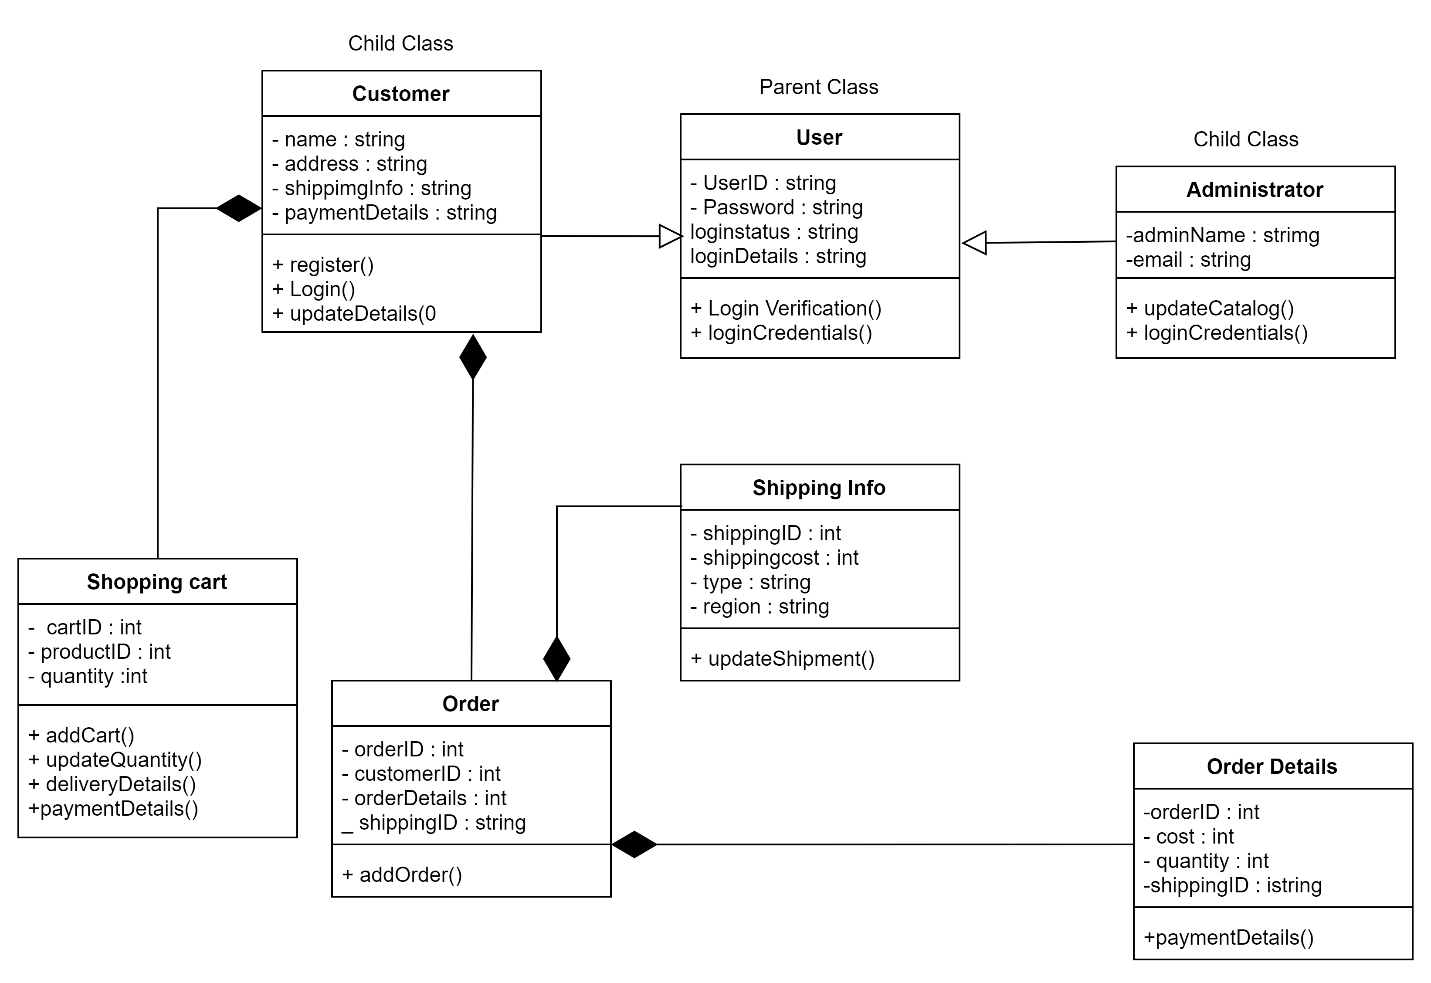 Child Class
Customer
- name : string
- address : string
- shippimgInfo : string
- paymentDetails : string
+ register()
+ Login()
+ updateDetails(0
Parent Class
User
- UserID : string
- Password : string
loginstatus : string
loginDetails : string
+ Login Verification()
+ loginCredentials()
Child Class
Administrator
-adminName : strimg
-email : string
+ updateCatalog()
+ loginCredentials()
Shipping Info
- shippingID : int
- shippingcost : int
- type : string
- region : string
+ updateShipment()
Shopping cart
- cartID : int
- productID : int
- quantity :int
+ addCart()
+ updateQuantity()
+ deliveryDetails()
+paymentDetails()
Order
- orderID : int
- customerID : int
- orderDetails : int
_ shippingID : string
+ addOrder()
Order Details
-orderID : int
- cost : int
- quantity : int
-shippingID : istring
+paymentDetails()